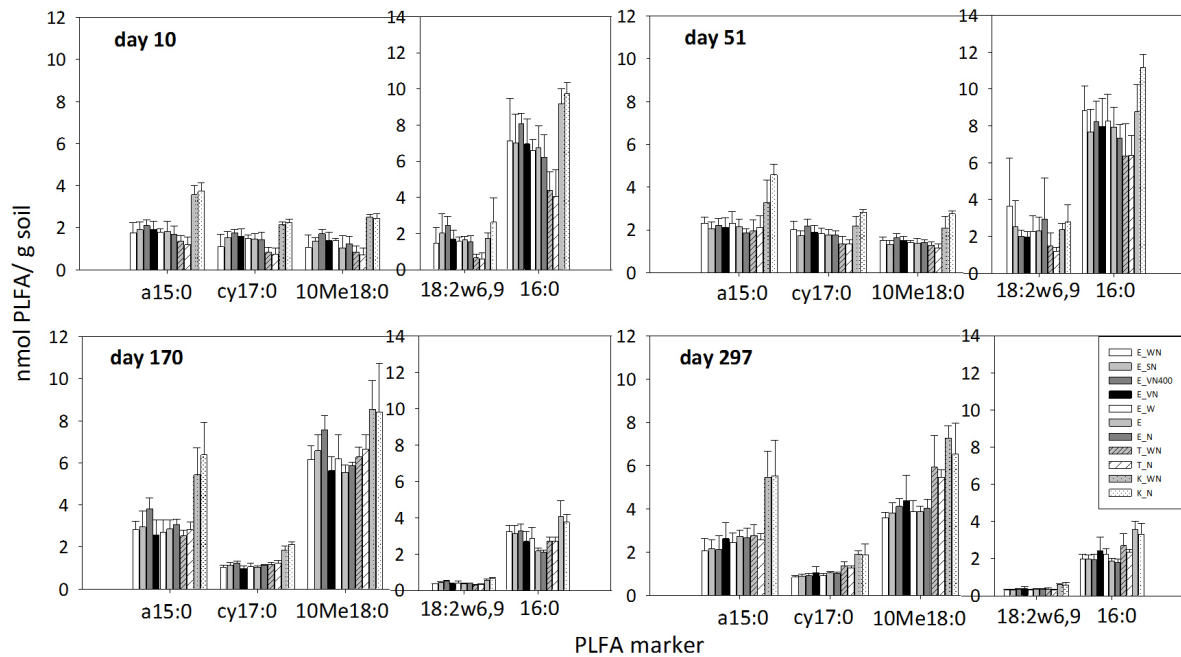 nmol PLFA/ g soil
day 10
12
10
8
6
4
2
0
a15:0 cy17:0 10Me18:0
14
12
10
8
6
4
2
0
18:2w6,9 16:0
day 51
12
10
8
6
4
2
0
a15:0 cy17:0 10Me18:0
14
12
10
8
6
4
2
0
18:2w6,9 16:0
day 170
12
10
8
6
4
2
0
a15:0 cy17:0 10Me18:0
14
12
10
8
6
4
2
0
18:2w6,9 16:0
day 297
12
10
8
6
4
2
0
a15:0 cy17:0 10Me18:0
14
12
10
8
6
4
2
0
18:2w6,9 16:0
E_WN
E_SN
E_VN400
E_VN
E_W
E
E_N
T_WN
T_N
K_WN
K_N
PLFA marker